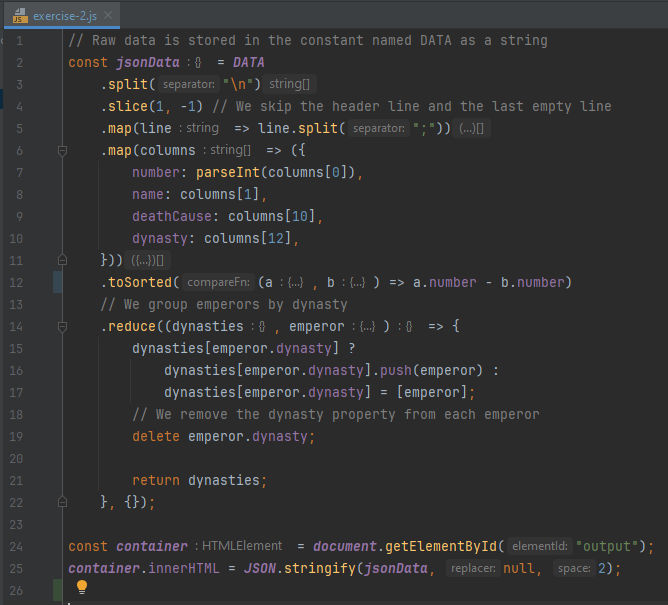 exercise-2.js
1 // Raw data is stored in the constant named DATA as a string
2 const jsonData : {} = DATA
3 .split( separator: "\n") string[]
4 .slice(1, -1) // We skip the header line and the last empty line
5 .map(line : string => line.split( separator: ";")) (...)[]
6 .map(columns string[] => ({
7 number: parseInt(columns[0]),
8 name: columns[1],
9 deathCause: columns[10],
10 dynasty: columns[12],
11 })) ({...})[]
12 .toSorted( compareFn: (a : {...} , b : {...} ) => a.number - b.number)
13 // We group emperors by dynasty
14 .reduce((dynasties : {} , emperor : {...} ) : {} => {
15 dynasties[emperor.dynasty] ?
16 dynasties[emperor.dynasty].push(emperor) :
17 dynasties[emperor.dynasty] = [emperor];
18 // We remove the dynasty property from each emperor
19 delete emperor.dynasty;
20
21 return dynasties;
22 }, {});
23
24 const container : HTMLElement = document.getElementById( elementId: "output");
25 container.innerHTML = JSON.stringify(jsonData, replacer: null, space: 2);
26